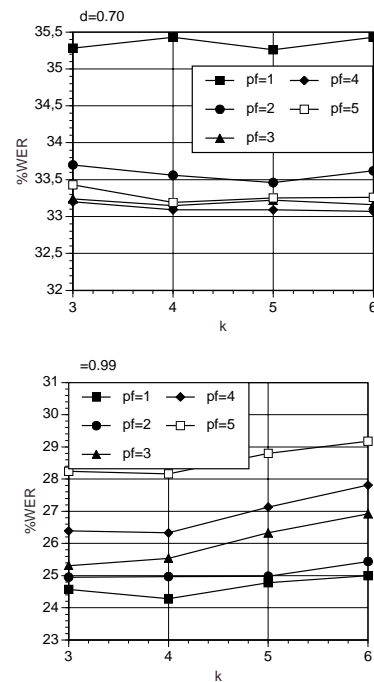 d=0.70
35,5
35
34,5
34
33,5
33
32,5
32
%WER
pf=1 pf=4
pf=2 pf=5
pf=3
3 4 5 6
k
=0.99
31
30
29
28
27
26
25
24
23
%WER
pf=1 pf=4
pf=2 pf=5
pf=3
3 4 5 6
k